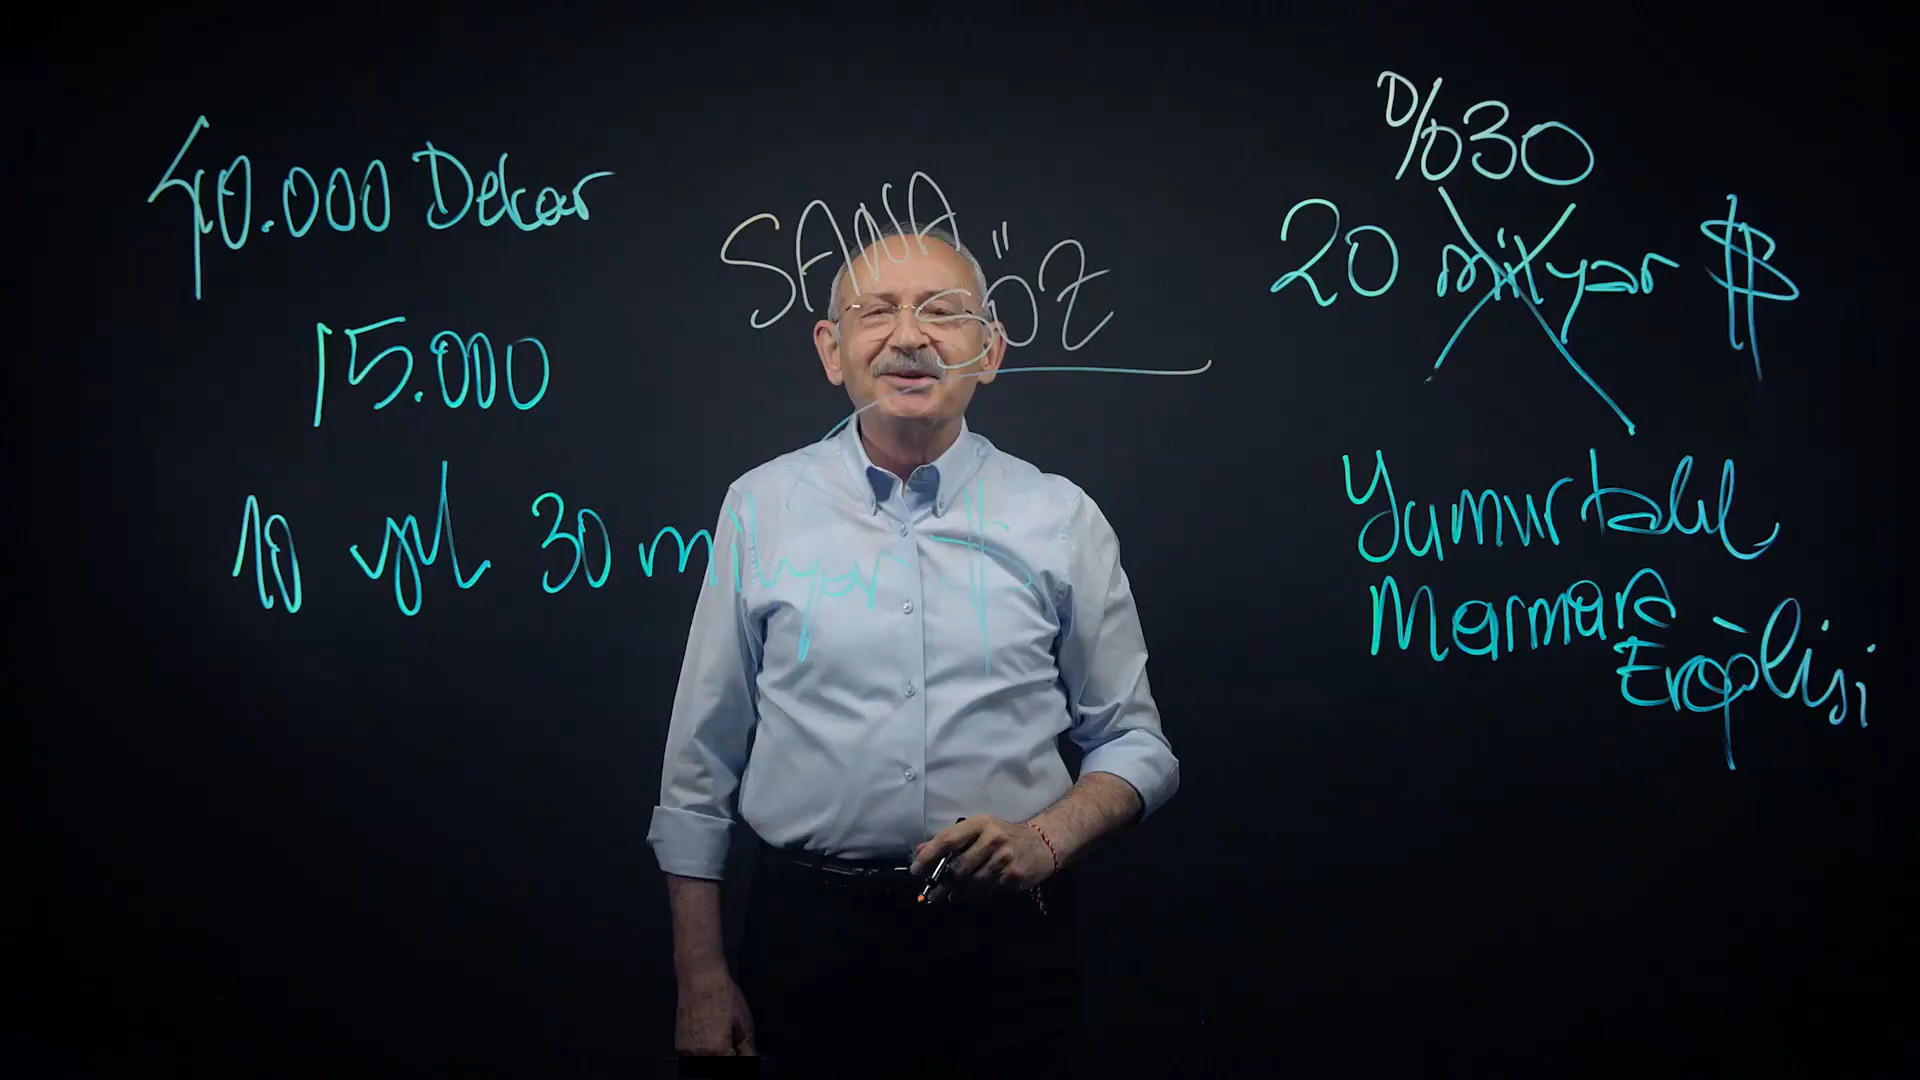 40.000 Dekar
15.000
10 yıl 30 milyar $
SANA
SÖZ
%30
20 milyar $
Yumurtalık
Marmara
Ereğlisi